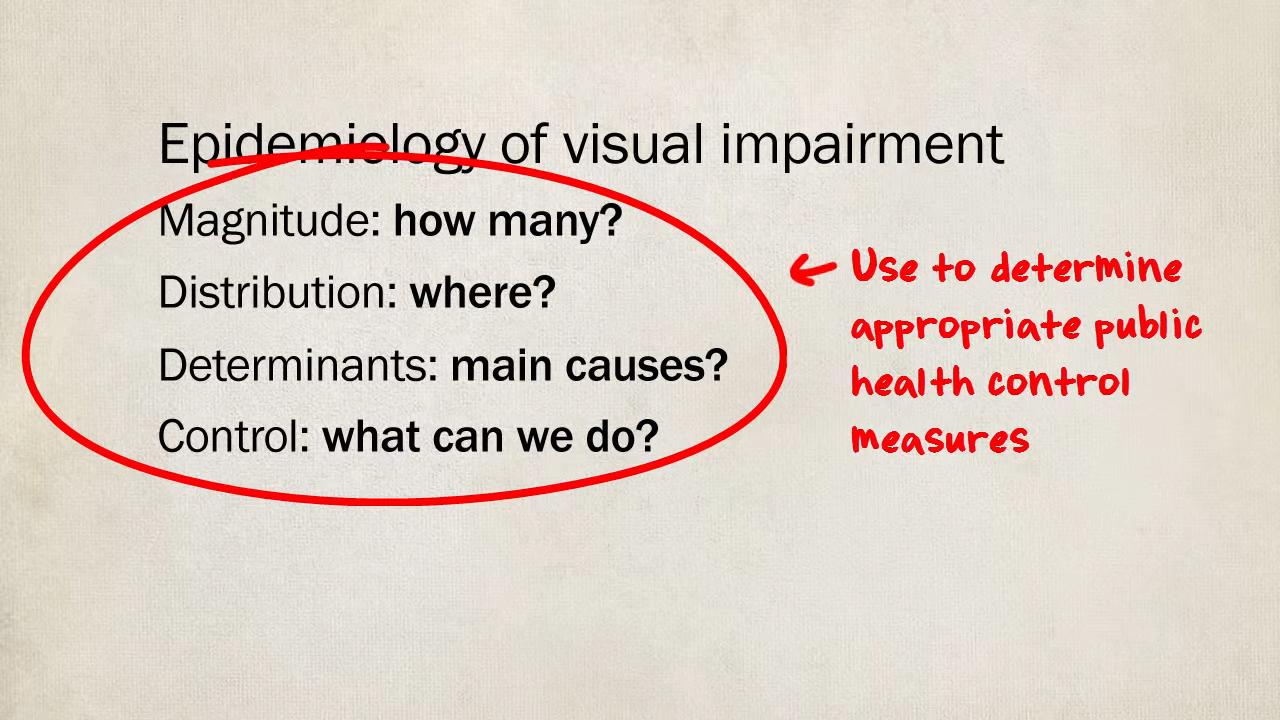 Epidemiology of visual impairment
Magnitude: how many?
Distribution: where?
Determinants: main causes?
Control: what can we do?
Use to determine
appropriate public
health control
measures